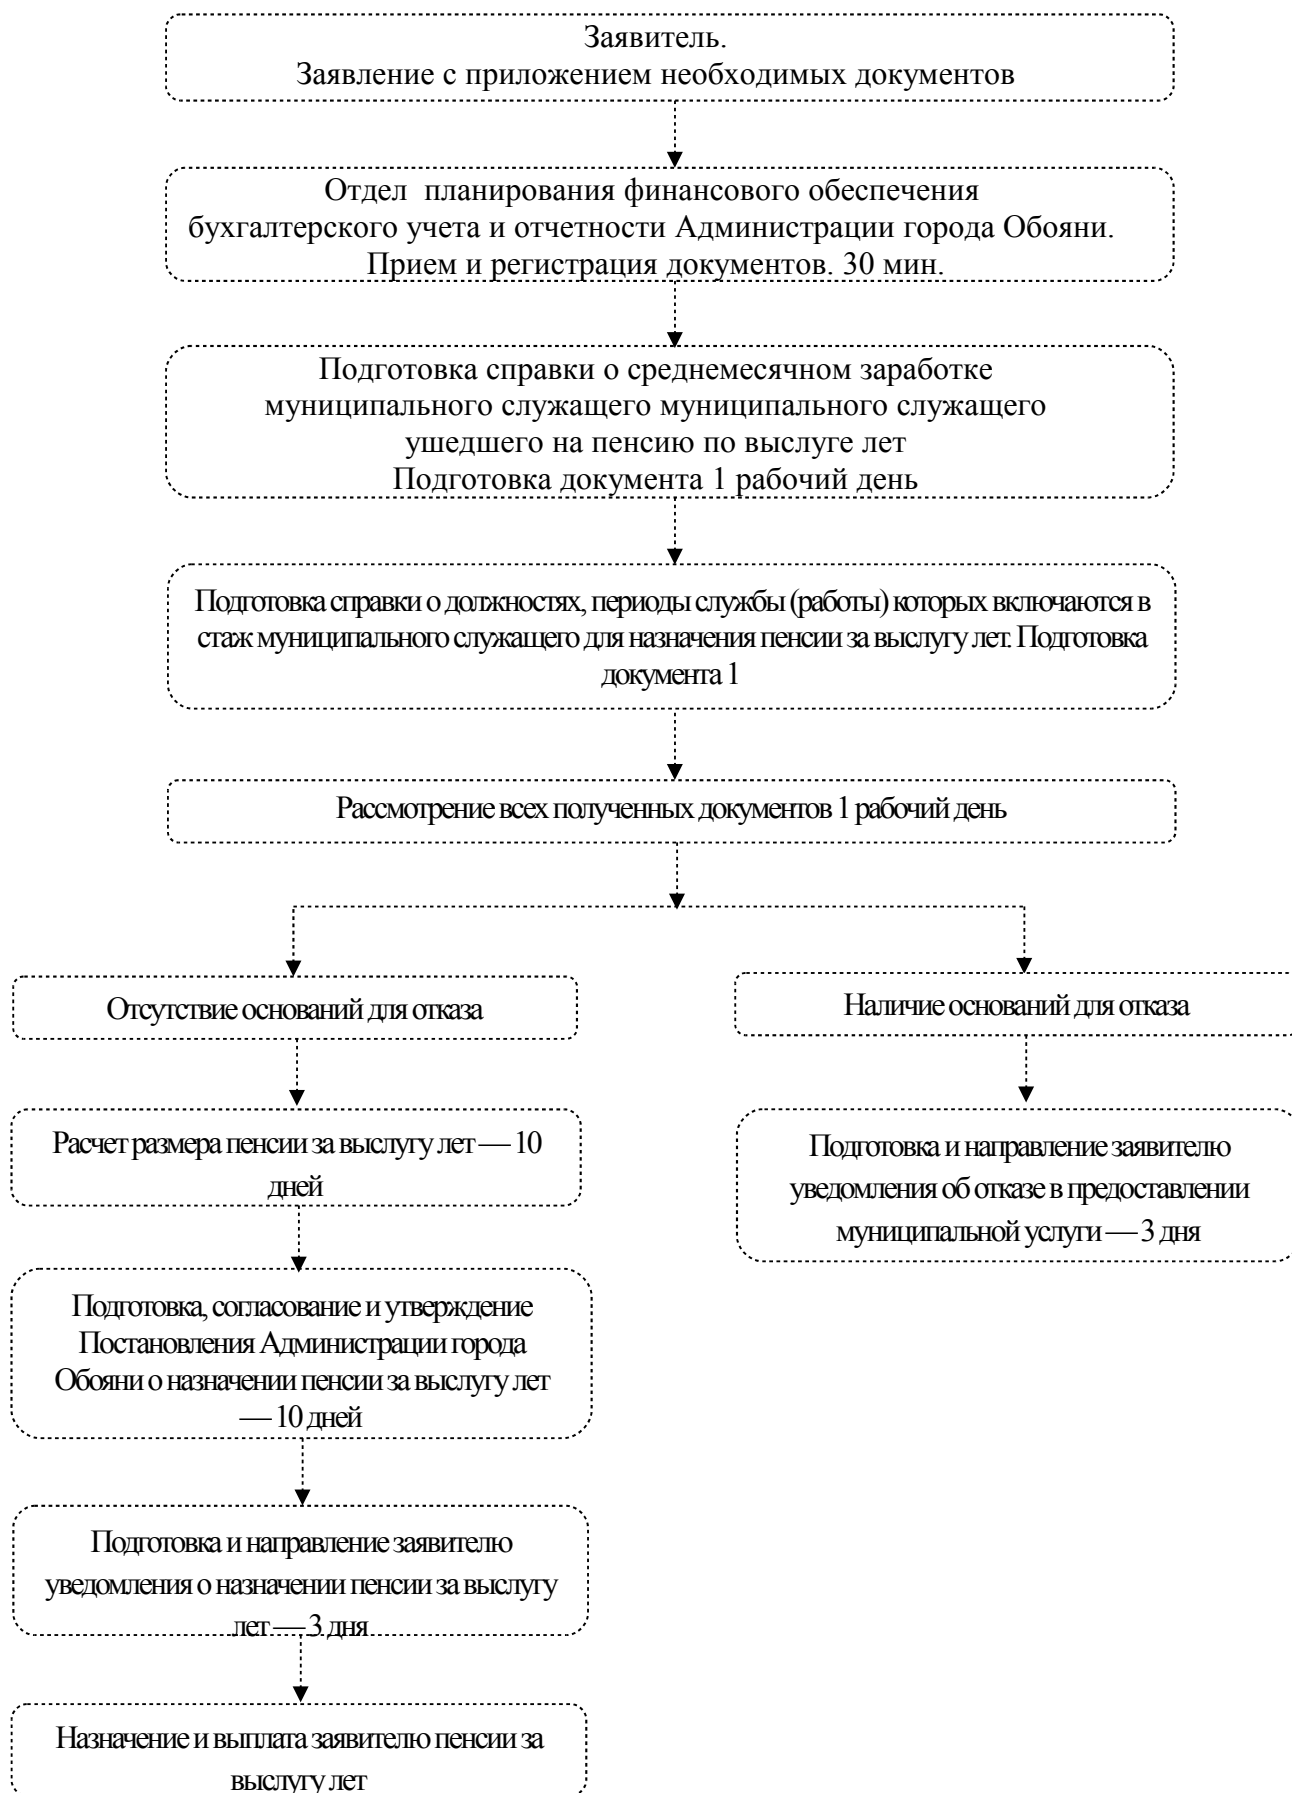 Заявитель.
Заявление с приложением необходимых документов
Отдел планирования финансового обеспечения
бухгалтерского учета и отчетности Администрации города Обояни.
Прием и регистрация документов. 30 мин.
Подготовка справки о среднемесячном заработке
муниципального служащего муниципального служащего
ушедшего на пенсию по выслуге лет
Подготовка документа 1 рабочий день
Подготовка справки о должностях, периоды службы (работы) которых включаются в
стаж муниципального служащего для назначения пенсии за выслугу лет. Подготовка
документа 1
Рассмотрение всех полученных документов 1 рабочий день
Отсутствие оснований для отказа
Расчет размера пенсии за выслугу лет — 10
дней
Подготовка, согласование и утверждение
Постановления Администрации города
Обояни о назначении пенсии за выслугу лет
— 10 дней
Подготовка и направление заявителю
уведомления о назначении пенсии за выслугу
лет — 3 дня
Назначение и выплата заявителю пенсии за
выслугу лет
Наличие оснований для отказа
Подготовка и направление заявителю
уведомления об отказе в предоставлении
муниципальной услуги — 3 дня